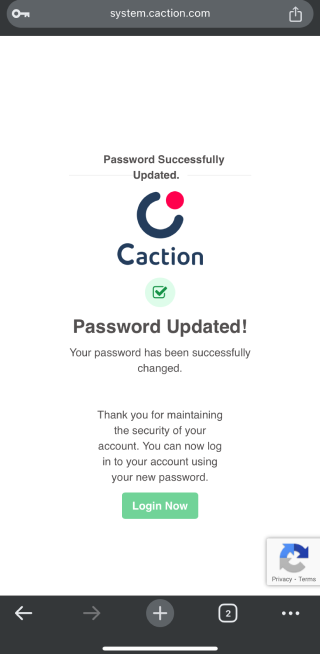 system.caction.com
Password Successfully
Updated.
Caction
Password Updated!
Your password has been successfully
changed.
Thank you for maintaining
the security of your
account. You can now log
in to your account using
your new password.
Login Now
Privacy - Terms
2